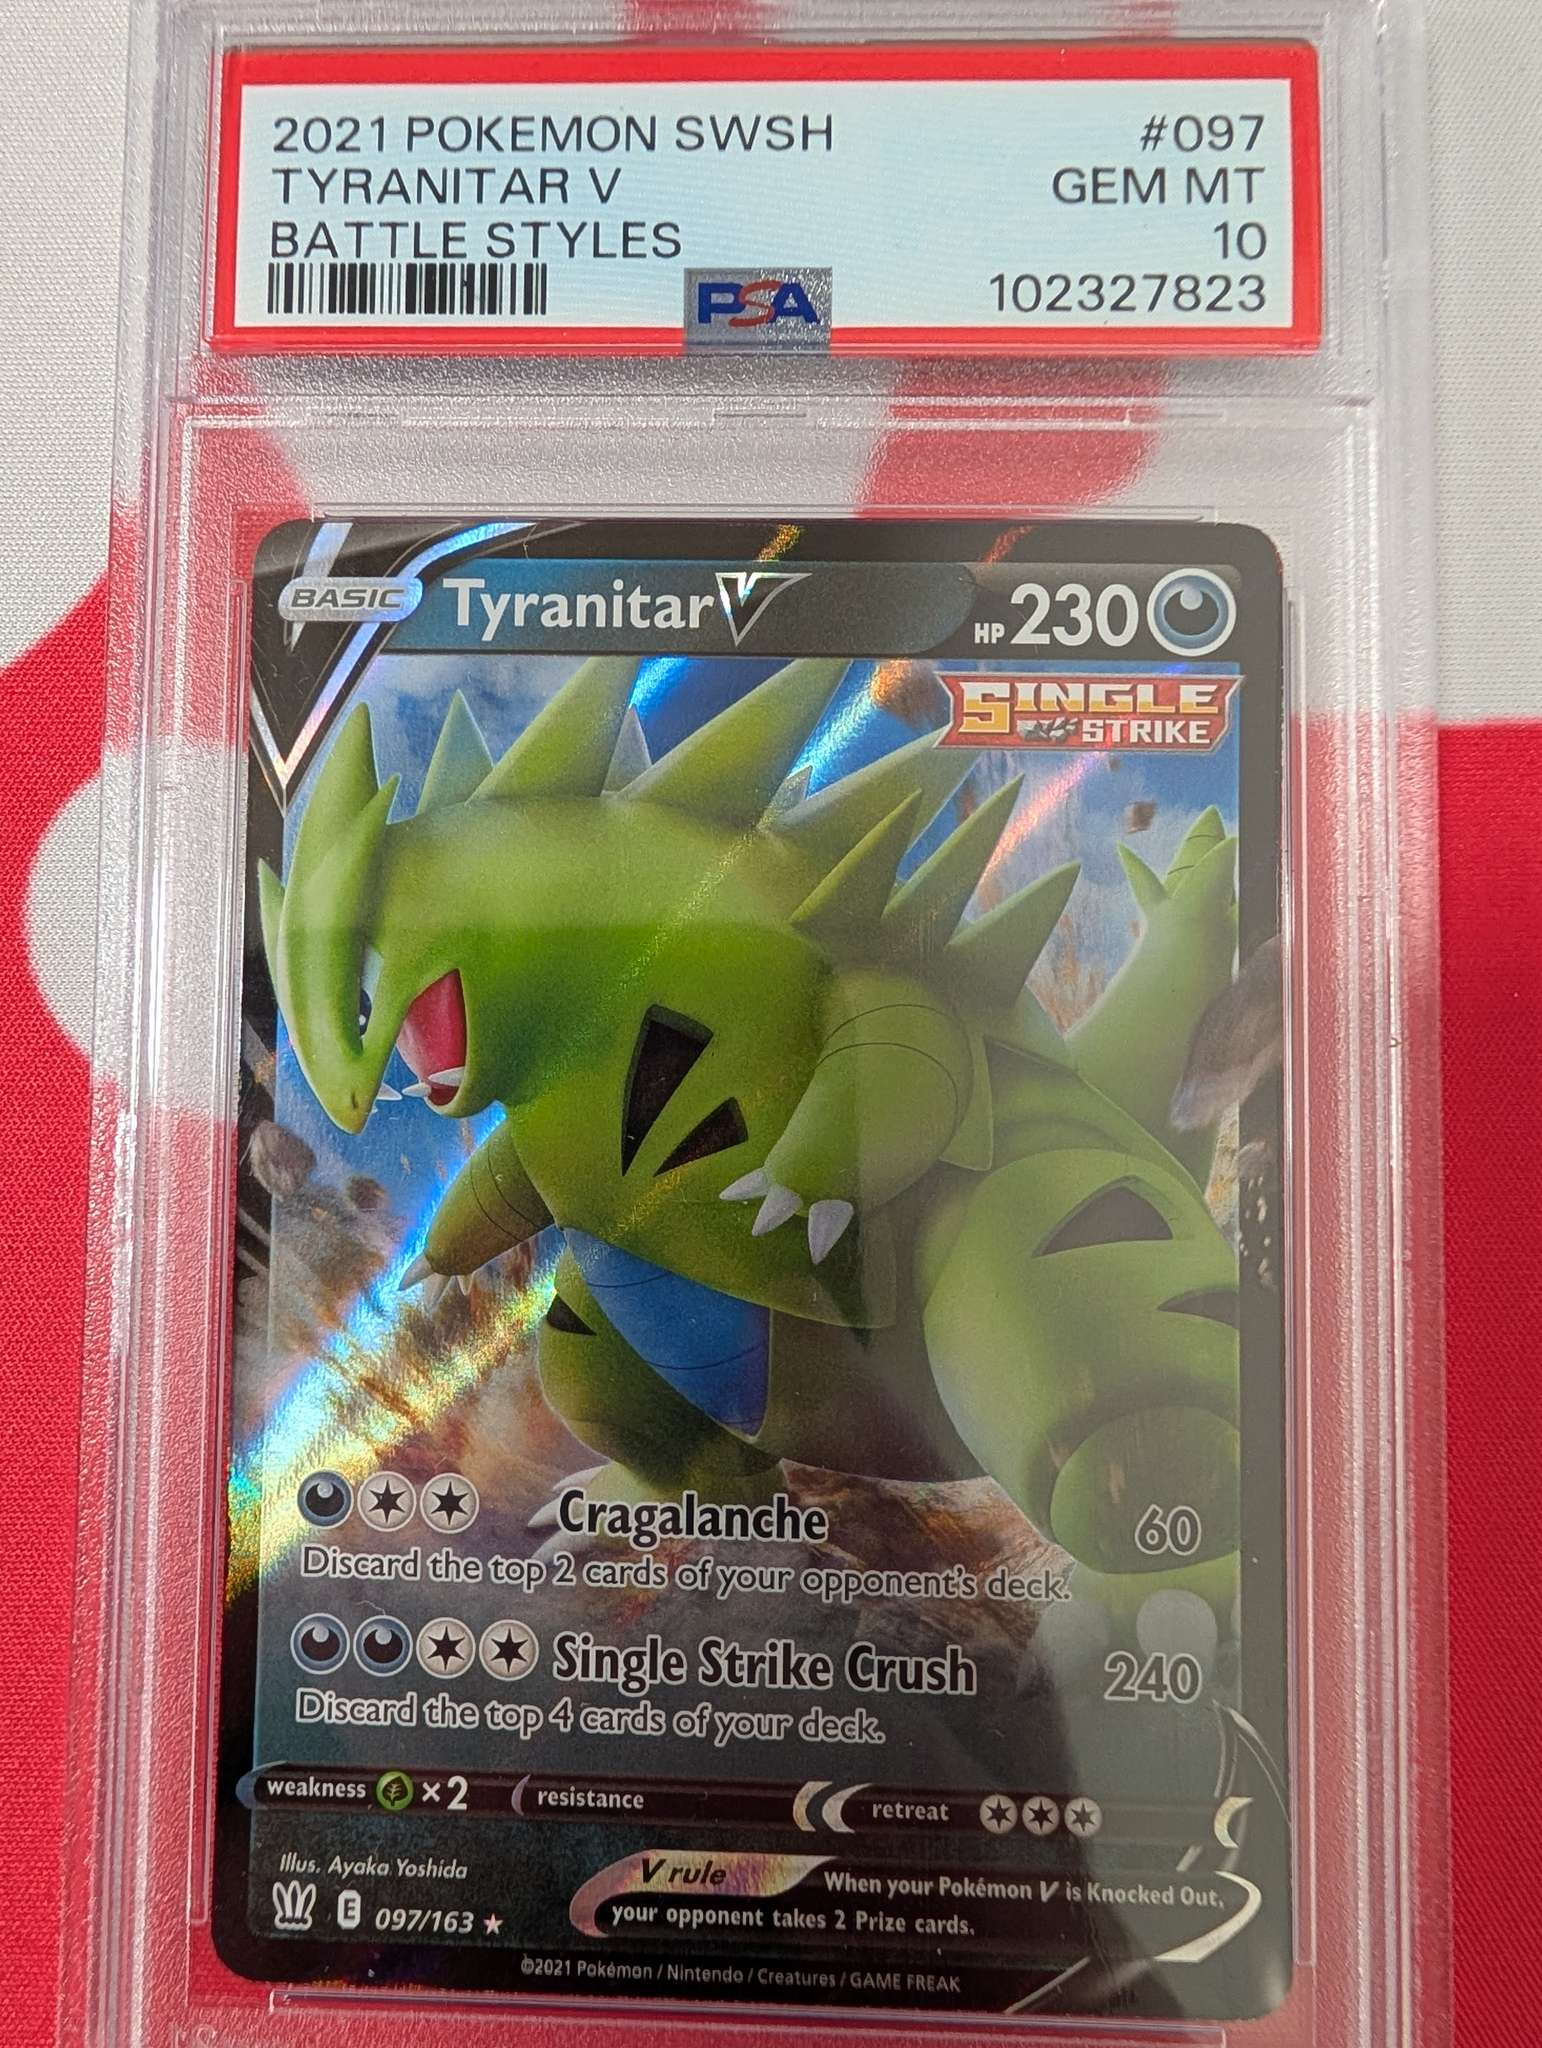 2021 POKEMON SWSH #097
TYRANITAR V GEM MT
BATTLE STYLES 10
PSA 102327823
BASIC Tyranitar V HP 230
SINGLE
STRIKE
Cragalanche 60
Discard the top 2 cards of your opponent's deck.
Single Strike Crush 240
Discard the top 4 cards of your deck.
weakness ×2 resistance retreat
Illus. Ayaka Yoshida
V rule When your Pokémon V is Knocked Out,
your opponent takes 2 Prize cards.
E 097/163
©2021 Pokémon / Nintendo / Creatures / GAME FREAK